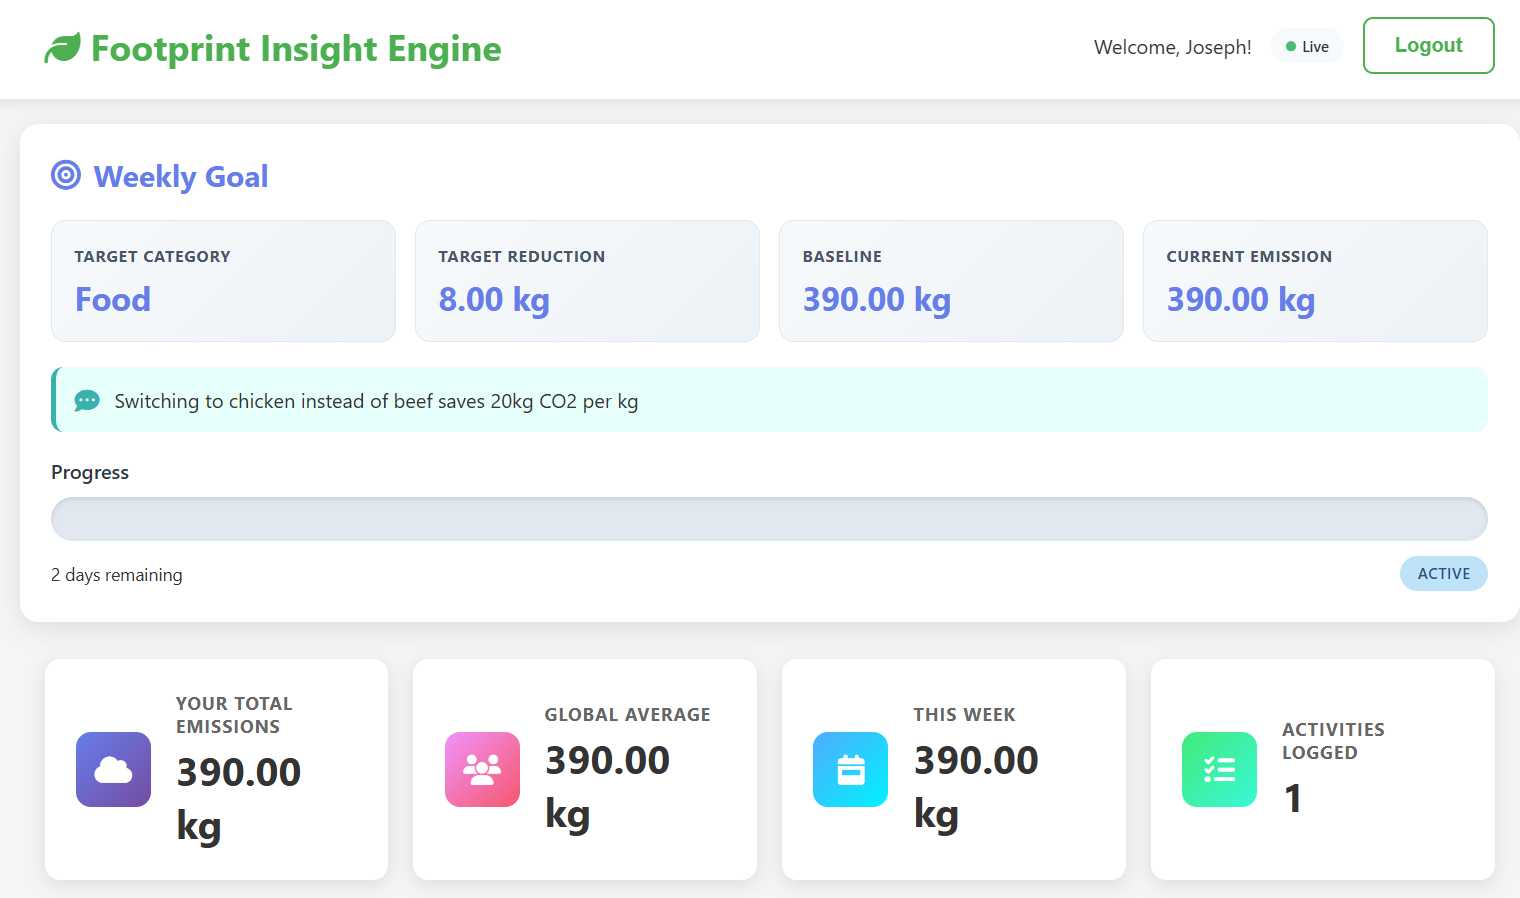 Footprint Insight Engine
Welcome, Joseph!
Live
Logout
Weekly Goal
TARGET CATEGORY
Food
TARGET REDUCTION
8.00 kg
BASELINE
390.00 kg
CURRENT EMISSION
390.00 kg
Switching to chicken instead of beef saves 20kg CO2 per kg
Progress
2 days remaining
ACTIVE
YOUR TOTAL
EMISSIONS
390.00
kg
GLOBAL AVERAGE
390.00
kg
THIS WEEK
390.00
kg
ACTIVITIES
LOGGED
1